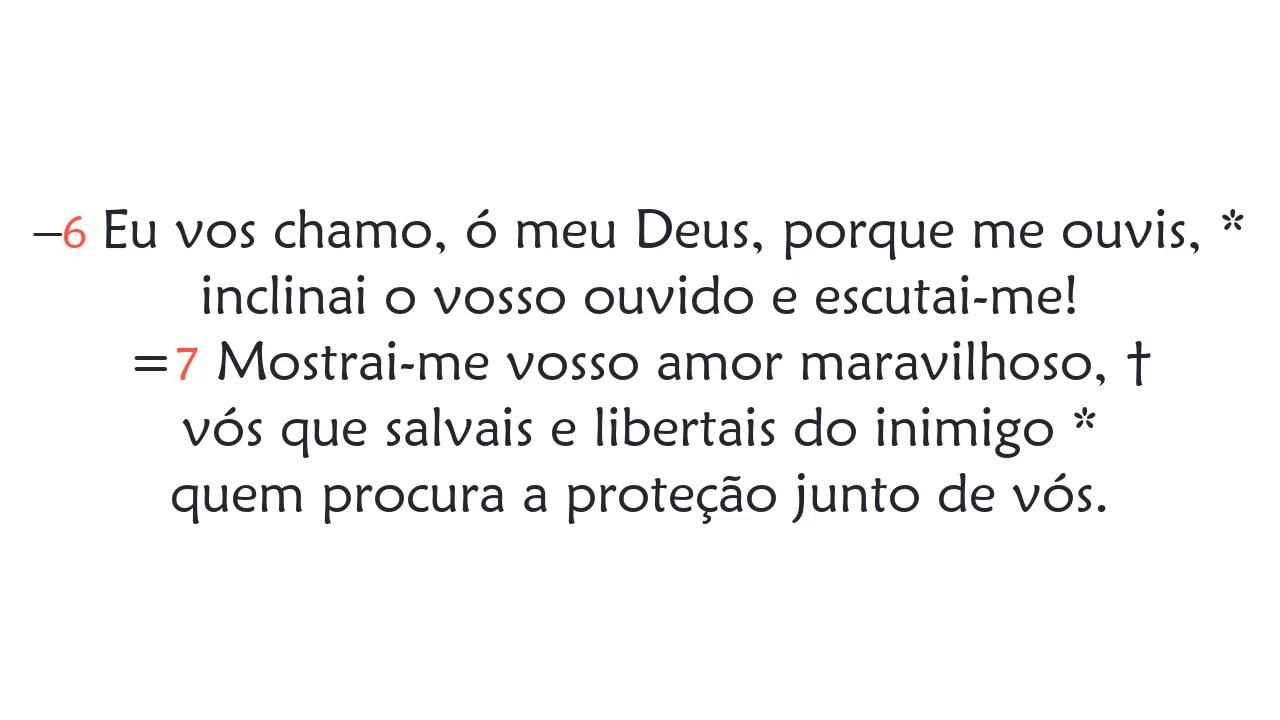 –6 Eu vos chamo, ó meu Deus, porque me ouvis, *
inclinai o vosso ouvido e escutai-me!
=7 Mostrai-me vosso amor maravilhoso, †
vós que salvais e libertais do inimigo *
quem procura a proteção junto de vós.